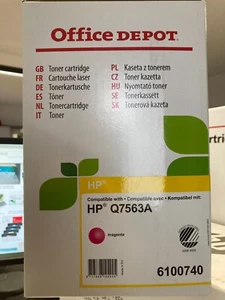 Office DEPOT
GB Toner cartridge
FR Cartouche laser
DE Tonerkartusche
ES Tóner
NL Tonercartridge
IT Toner
PL Kaseta z tonerem
CZ Toner kazetta
HU Nyomtató toner
SE Tonerkassett
SK Tonerová kazeta
HP
Compatible with • Compatible avec • Kompatibel mit:
HP® Q7563A
magenta
6100740